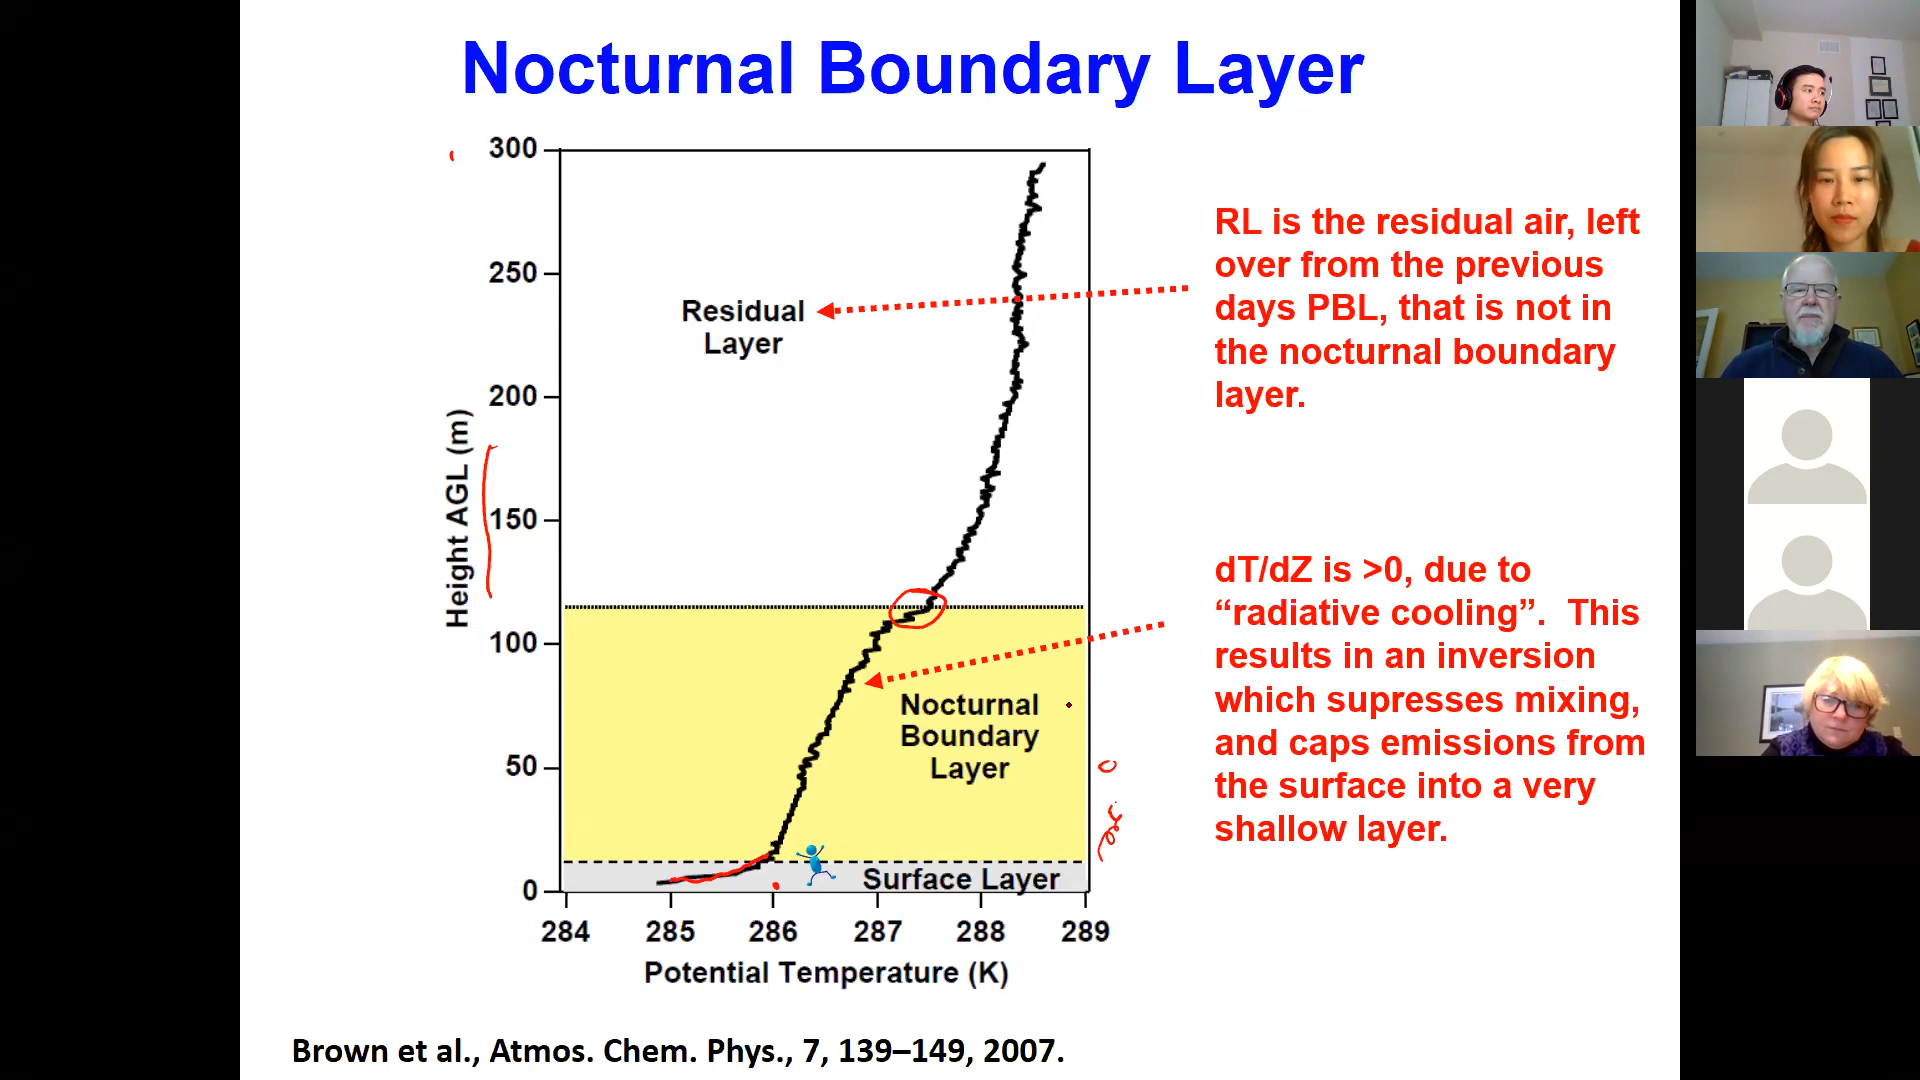 Nocturnal Boundary Layer
300
250
200
150
100
50
0
Height AGL (m)
Residual
Layer
Nocturnal
Boundary
Layer
Surface Layer
284 285 286 287 288 289
Potential Temperature (K)
RL is the residual air, left
over from the previous
days PBL, that is not in
the nocturnal boundary
layer.
dT/dZ is >0, due to
“radiative cooling”. This
results in an inversion
which supresses mixing,
and caps emissions from
the surface into a very
shallow layer.
Brown et al., Atmos. Chem. Phys., 7, 139–149, 2007.